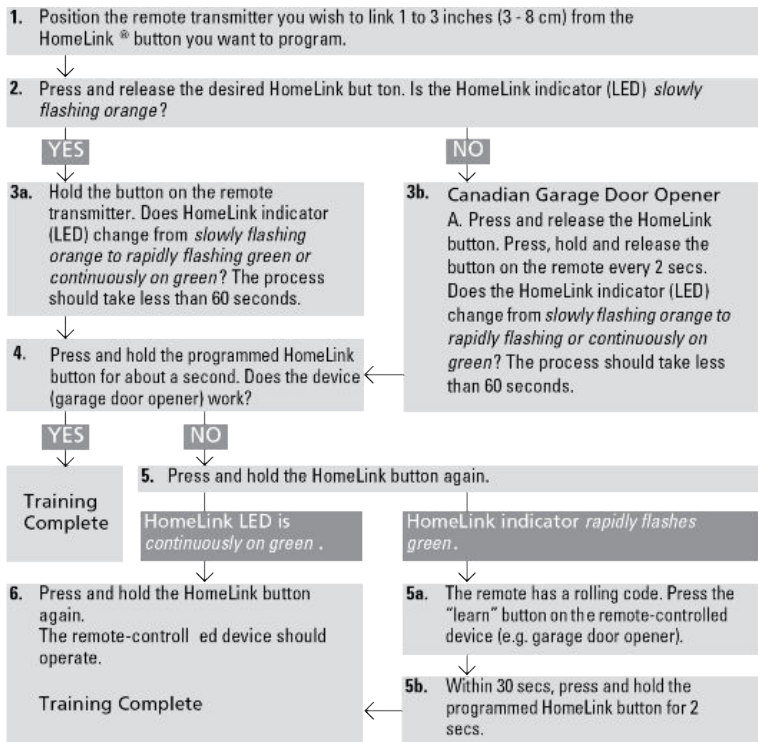 1. Position the remote transmitter you wish to link 1 to 3 inches (3 - 8 cm) from the
HomeLink ® button you want to program.
2. Press and release the desired HomeLink but ton. Is the HomeLink indicator (LED) slowly
flashing orange?
YES
NO
3a. Hold the button on the remote
transmitter. Does HomeLink indicator
(LED) change from slowly flashing
orange to rapidly flashing green or
continuously on green? The process
should take less than 60 seconds.
3b. Canadian Garage Door Opener
A. Press and release the HomeLink
button. Press, hold and release the
button on the remote every 2 secs.
Does the HomeLink indicator (LED)
change from slowly flashing orange to
rapidly flashing or continuously on
green? The process should take less
than 60 seconds.
4. Press and hold the programmed HomeLink
button for about a second. Does the device
(garage door opener) work?
YES
NO
Training
Complete
5. Press and hold the HomeLink button again.
HomeLink LED is
continuously on green .
HomeLink indicator rapidly flashes
green.
6. Press and hold the HomeLink button
again.
The remote-controll ed device should
operate.
Training Complete
5a. The remote has a rolling code. Press the
"learn" button on the remote-controlled
device (e.g. garage door opener).
5b. Within 30 secs, press and hold the
programmed HomeLink button for 2
secs.